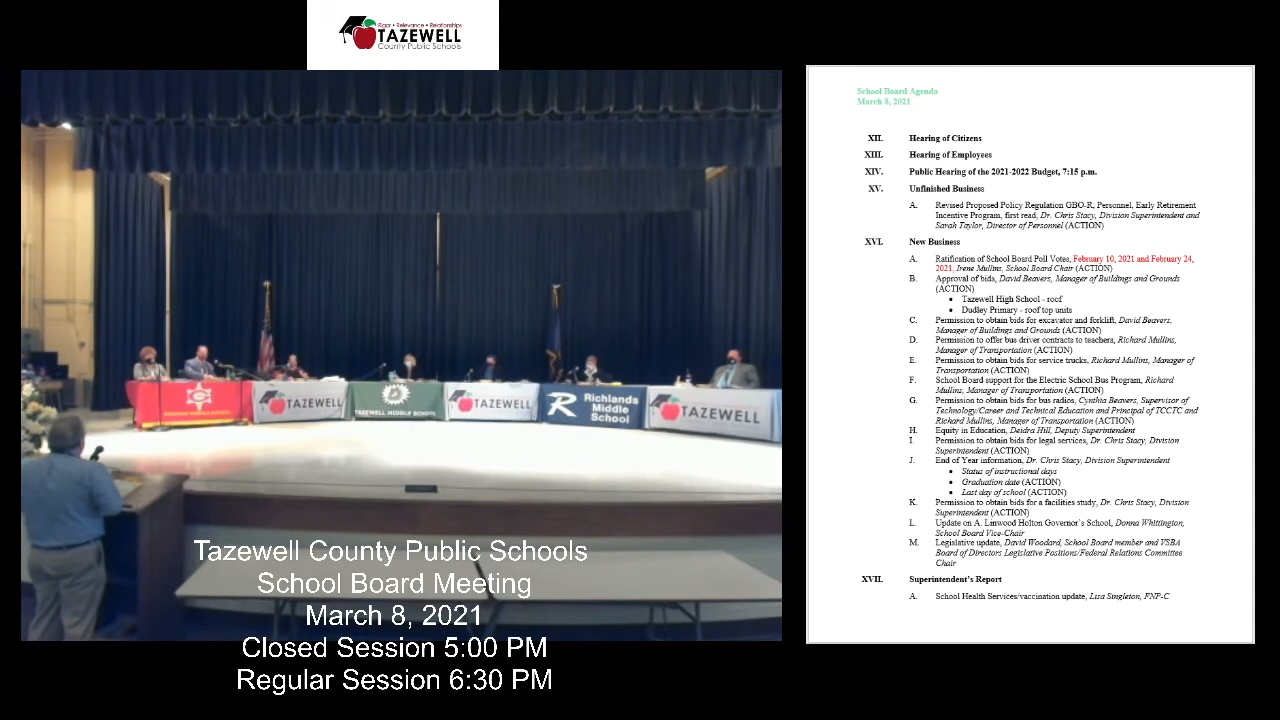 Rigor • Relevance • Relationships
TAZEWELL
County Public Schools
TAZEWELL
TAZEWELL MIDDLE SCHOOL
TAZEWELL
R Richlands
Middle
School
TAZEWELL
Tazewell County Public Schools
School Board Meeting
March 8, 2021
Closed Session 5:00 PM
Regular Session 6:30 PM
School Board Agenda
March 8, 2021
XII. Hearing of Citizens
XIII. Hearing of Employees
XIV. Public Hearing of the 2021-2022 Budget, 7:15 p.m.
XV. Unfinished Business
A. Revised Proposed Policy Regulation GBO-R, Personnel, Early Retirement
Incentive Program, first read, Dr. Chris Stacy, Division Superintendent and
Sarah Taylor, Director of Personnel (ACTION)
XVI. New Business
A. Ratification of School Board Poll Votes, February 10, 2021 and February 24,
2021, Irene Mullins, School Board Chair (ACTION)
B. Approval of bids, David Beavers, Manager of Buildings and Grounds
(ACTION)
• Tazewell High School - roof
• Dudley Primary - roof top units
C. Permission to obtain bids for excavator and forklift, David Beavers,
Manager of Buildings and Grounds (ACTION)
D. Permission to offer bus driver contracts to teachers, Richard Mullins,
Manager of Transportation (ACTION)
E. Permission to obtain bids for service trucks, Richard Mullins, Manager of
Transportation (ACTION)
F. School Board support for the Electric School Bus Program, Richard
Mullins, Manager of Transportation (ACTION)
G. Permission to obtain bids for bus radios, Cynthia Beavers, Supervisor of
Technology/Career and Technical Education and Principal of TCCTC and
Richard Mullins, Manager of Transportation (ACTION)
H. Equity in Education, Deidra Hill, Deputy Superintendent
I. Permission to obtain bids for legal services, Dr. Chris Stacy, Division
Superintendent (ACTION)
J. End of Year information, Dr. Chris Stacy, Division Superintendent
• Status of instructional days
• Graduation date (ACTION)
• Last day of school (ACTION)
K. Permission to obtain bids for a facilities study, Dr. Chris Stacy, Division
Superintendent (ACTION)
L. Update on A. Linwood Holton Governor's School, Donna Whittington,
School Board Vice-Chair
M. Legislative update, David Woodard, School Board member and VSBA
Board of Directors Legislative Positions/Federal Relations Committee
Chair
XVII. Superintendent's Report
A. School Health Services/vaccination update, Lisa Singleton, FNP-C